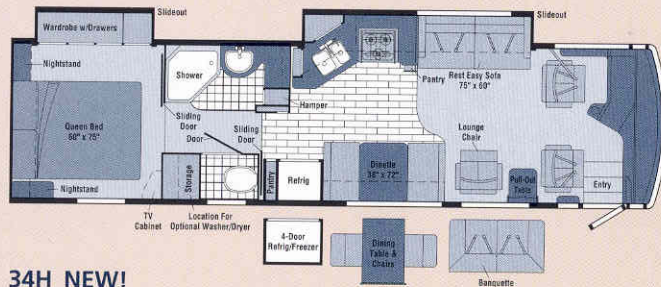 Slideout
Slideout
Wardrobe w/Drawers
Nightstand
Shower
Pantry
Rest Easy Sofa
75" x 60"
Hamper
Sliding
Door
Door
Sliding
Door
Queen Bed
60" x 75"
Lounge
Chair
Dinette
38" x 72"
Pull-Out
Table
Entry
Nightstand
Storage
Pantry
Refrig
TV
Cabinet
Location For
Optional Washer/Dryer
4-Door
Refrig/Freezer
Dining
Table &
Chairs
Banquette
34H NEW!